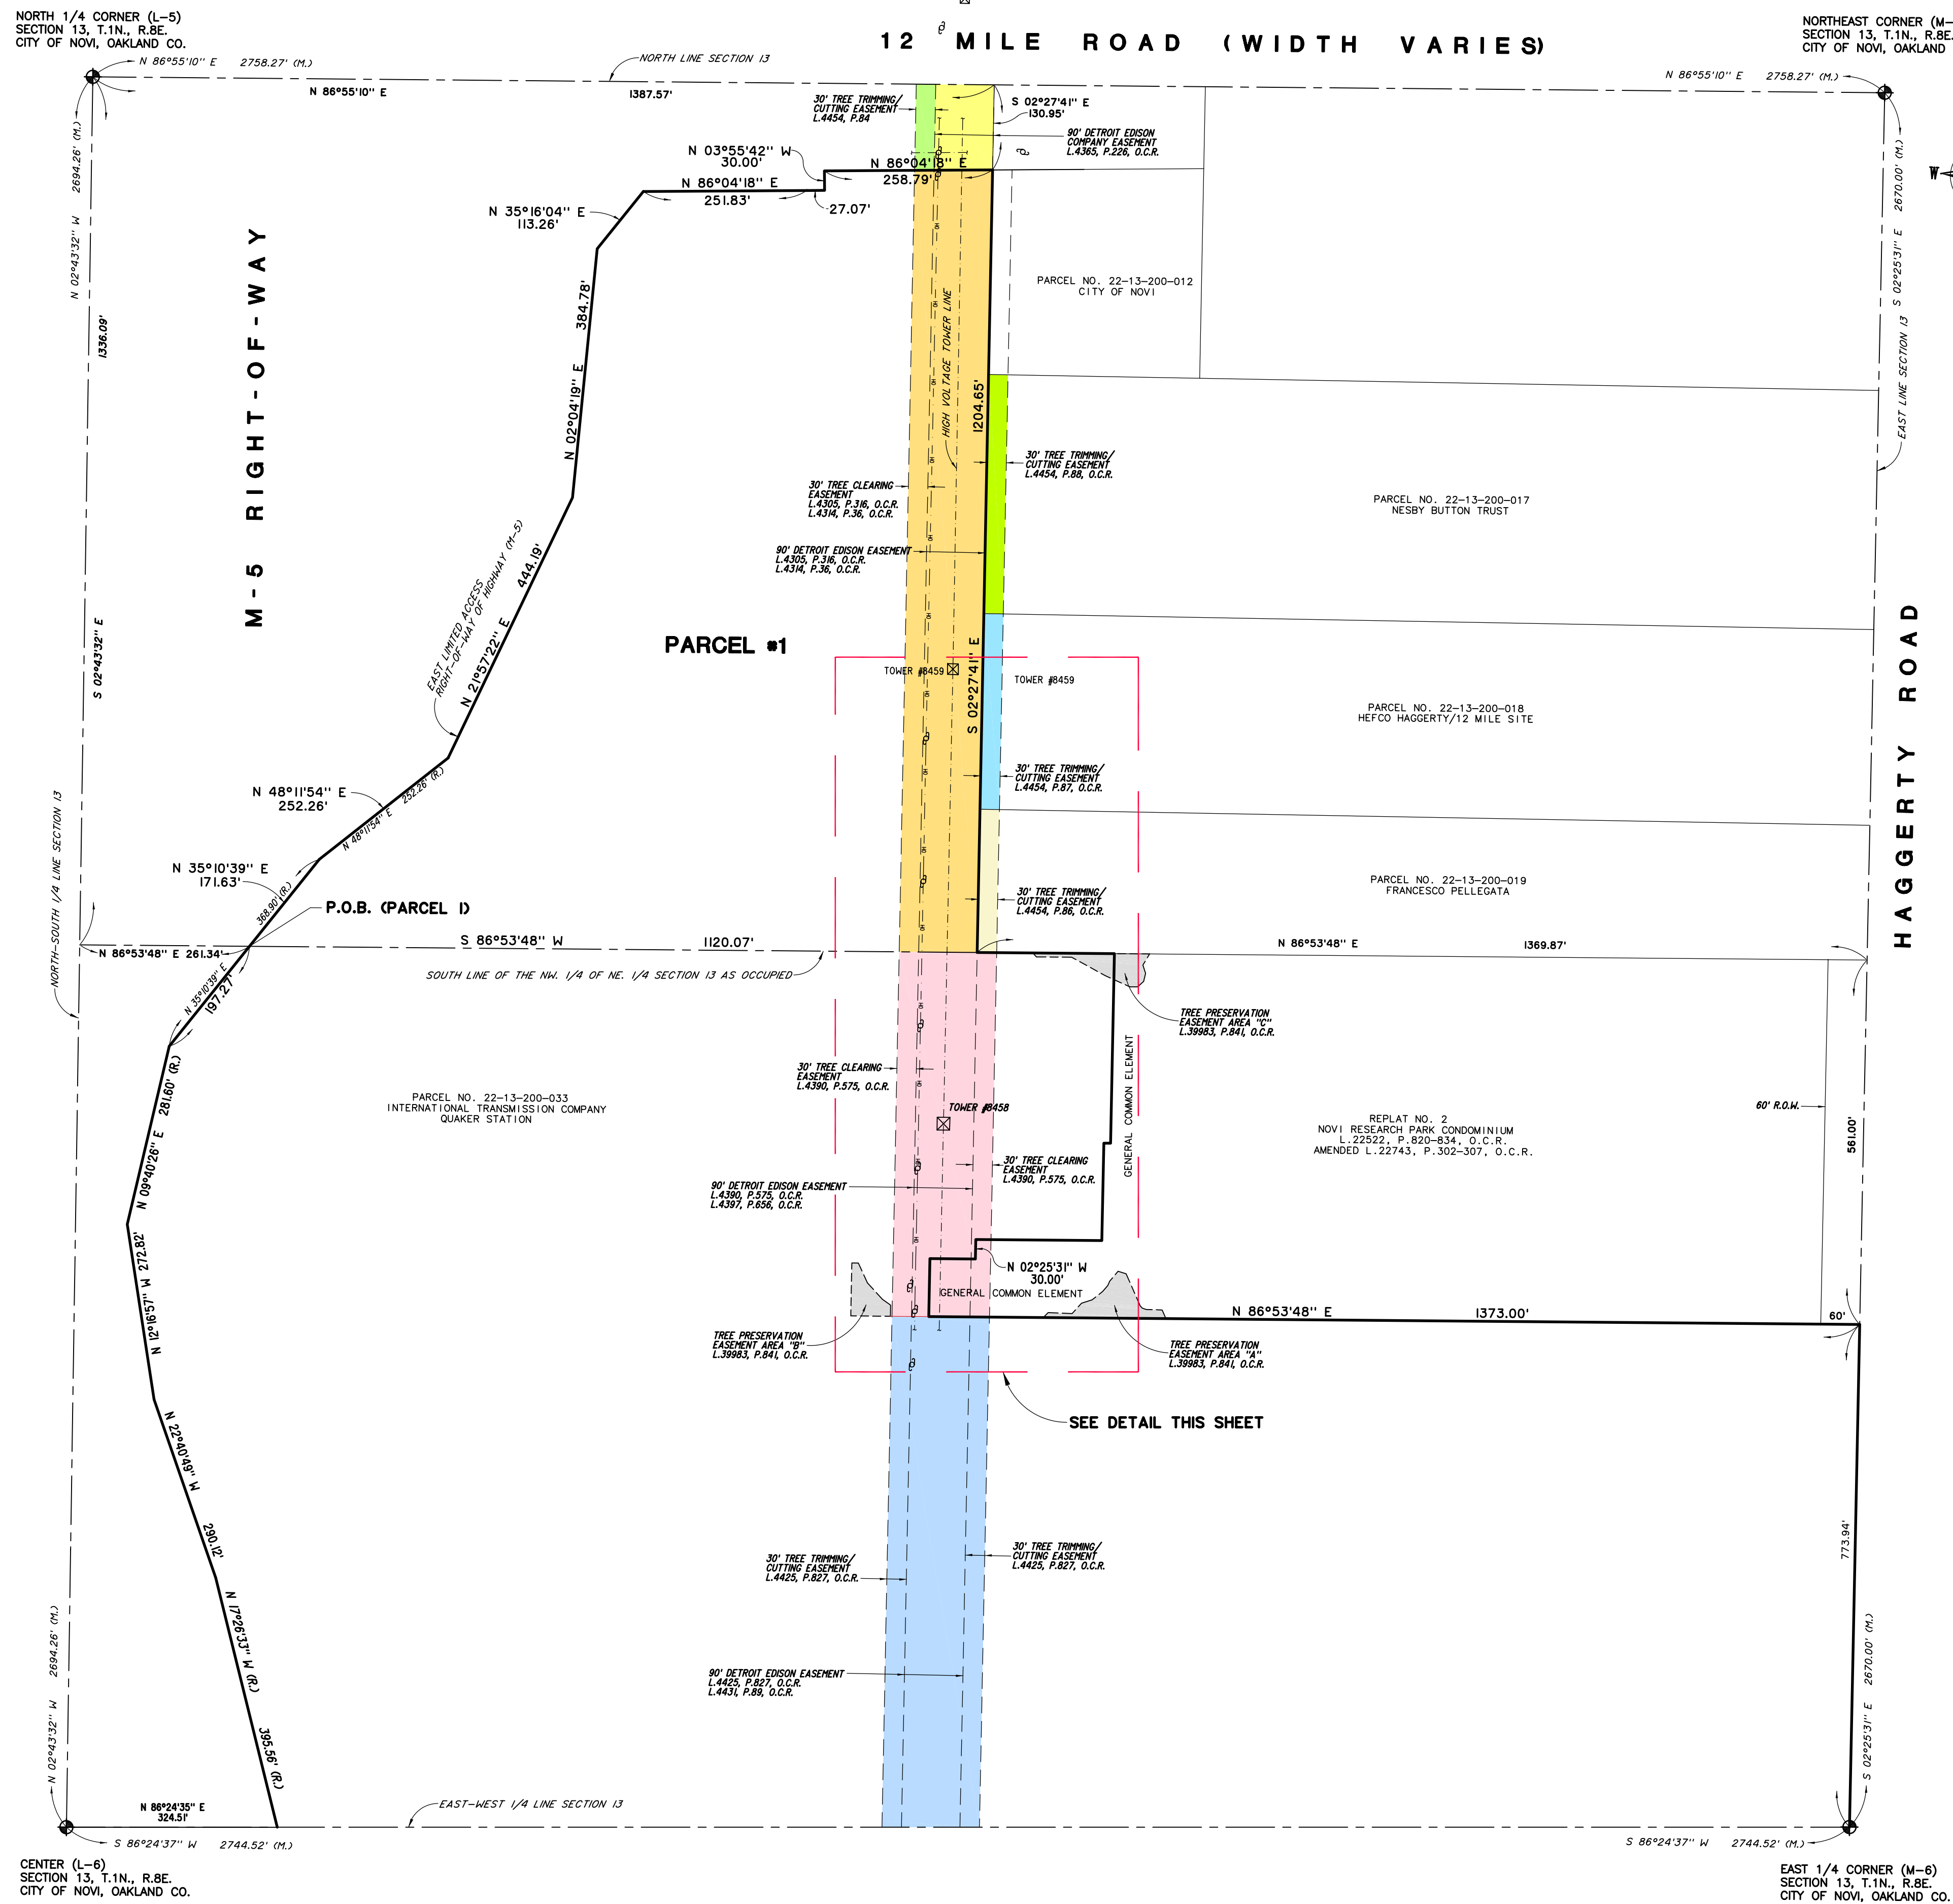 NORTH 1/4 CORNER (L-5)
SECTION 13, T.1N., R.8E.
CITY OF NOVI, OAKLAND CO.
12 MILE ROAD (WIDTH VARIES)
NORTHEAST CORNER (M-
SECTION 13, T.1N., R.8E.
CITY OF NOVI, OAKLAND
N 86°55'10" E 2758.27' (M.)
NORTH LINE SECTION 13
N 86°55'10" E 2758.27' (M.)
N 86°55'10" E
1387.57'
30' TREE TRIMMING/
CUTTING EASEMENT
L.4454, P.84
S 02°27'41" E
130.95'
90' DETROIT EDISON
COMPANY EASEMENT
L.4365, P.226, O.C.R.
N 03°55'42" W
30.00'
N 86°04'18" E
258.79'
N 86°04'18" E
251.83'
27.07'
N 35°16'04" E
113.26'
W
N 02°43'32" W 2694.26' (M.)
1336.09'
S 02°43'32" E
M-5 RIGHT-OF-WAY
N 02°04'19" E 384.78'
HIGH VOLTAGE TOWER LINE
PARCEL NO. 22-13-200-012
CITY OF NOVI
S 02°25'31" E 2670.00' (M.)
EAST LINE SECTION 13
1204.65'
S 02°27'41" E
30' TREE TRIMMING/
CUTTING EASEMENT
L.4454, P.88, O.C.R.
30' TREE CLEARING
EASEMENT
L.4305, P.316, O.C.R.
L.4314, P.36, O.C.R.
90' DETROIT EDISON EASEMENT
L.4305, P.316, O.C.R.
L.4314, P.36, O.C.R.
PARCEL NO. 22-13-200-017
NESBY BUTTON TRUST
EAST LIMITED ACCESS
RIGHT-OF-WAY OF HIGHWAY (M-5)
N 21°57'22" E 444.19'
PARCEL #1
TOWER #8459
TOWER #8459
PARCEL NO. 22-13-200-018
HEFCO HAGGERTY/12 MILE SITE
HAGGERTY ROAD
30' TREE TRIMMING/
CUTTING EASEMENT
L.4454, P.87, O.C.R.
N 48°11'54" E
252.26'
N 48°11'54" E 252.26' (R.)
NORTH-SOUTH 1/4 LINE SECTION 13
N 35°10'39" E
171.63'
368.90' (R.)
P.O.B. (PARCEL 1)
PARCEL NO. 22-13-200-019
FRANCESCO PELLEGATA
30' TREE TRIMMING/
CUTTING EASEMENT
L.4454, P.86, O.C.R.
N 86°53'48" E 261.34'
S 86°53'48" W 1120.07'
N 86°53'48" E 1369.87'
SOUTH LINE OF THE NW. 1/4 OF NE. 1/4 SECTION 13 AS OCCUPIED
N 35°10'39" E
197.27'
TREE PRESERVATION
EASEMENT AREA "C"
L.39983, P.841, O.C.R.
N 09°40'26" E 281.60' (R.)
30' TREE CLEARING
EASEMENT
L.4390, P.575, O.C.R.
GENERAL COMMON ELEMENT
PARCEL NO. 22-13-200-033
INTERNATIONAL TRANSMISSION COMPANY
QUAKER STATION
TOWER #8458
REPLAT NO. 2
NOVI RESEARCH PARK CONDOMINIUM
L.22522, P.820-834, O.C.R.
AMENDED L.22743, P.302-307, O.C.R.
60' R.O.W.
561.00'
30' TREE CLEARING
EASEMENT
L.4390, P.575, O.C.R.
90' DETROIT EDISON EASEMENT
L.4390, P.575, O.C.R.
L.4397, P.656, O.C.R.
N 12°16'57" W 272.82'
N 02°25'31" W
30.00'
GENERAL COMMON ELEMENT
N 86°53'48" E 1373.00'
60'
TREE PRESERVATION
EASEMENT AREA "B"
L.39983, P.841, O.C.R.
TREE PRESERVATION
EASEMENT AREA "A"
L.39983, P.841, O.C.R.
SEE DETAIL THIS SHEET
N 22°40'49" W 290.12'
30' TREE TRIMMING/
CUTTING EASEMENT
L.4425, P.827, O.C.R.
30' TREE TRIMMING/
CUTTING EASEMENT
L.4425, P.827, O.C.R.
773.94'
N 17°26'33" W (R.) 395.56' (R.)
N 02°43'32" W 2694.26' (M.)
90' DETROIT EDISON EASEMENT
L.4425, P.827, O.C.R.
L.4431, P.89, O.C.R.
S 02°25'31" E 2670.00' (M.)
N 86°24'35" E
324.51'
EAST-WEST 1/4 LINE SECTION 13
S 86°24'37" W 2744.52' (M.)
S 86°24'37" W 2744.52' (M.)
CENTER (L-6)
SECTION 13, T.1N., R.8E.
CITY OF NOVI, OAKLAND CO.
EAST 1/4 CORNER (M-6)
SECTION 13, T.1N., R.8E.
CITY OF NOVI, OAKLAND CO.